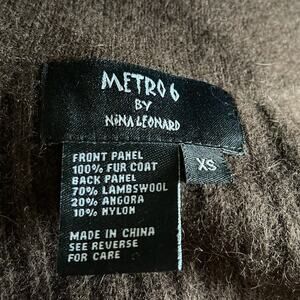 METRO 6
BY
NINA LEONARD
XS
FRONT PANEL
100% FUR COAT
BACK PANEL
70% LAMBSWOOL
20% ANGORA
10% NYLON
MADE IN CHINA
SEE REVERSE
FOR CARE